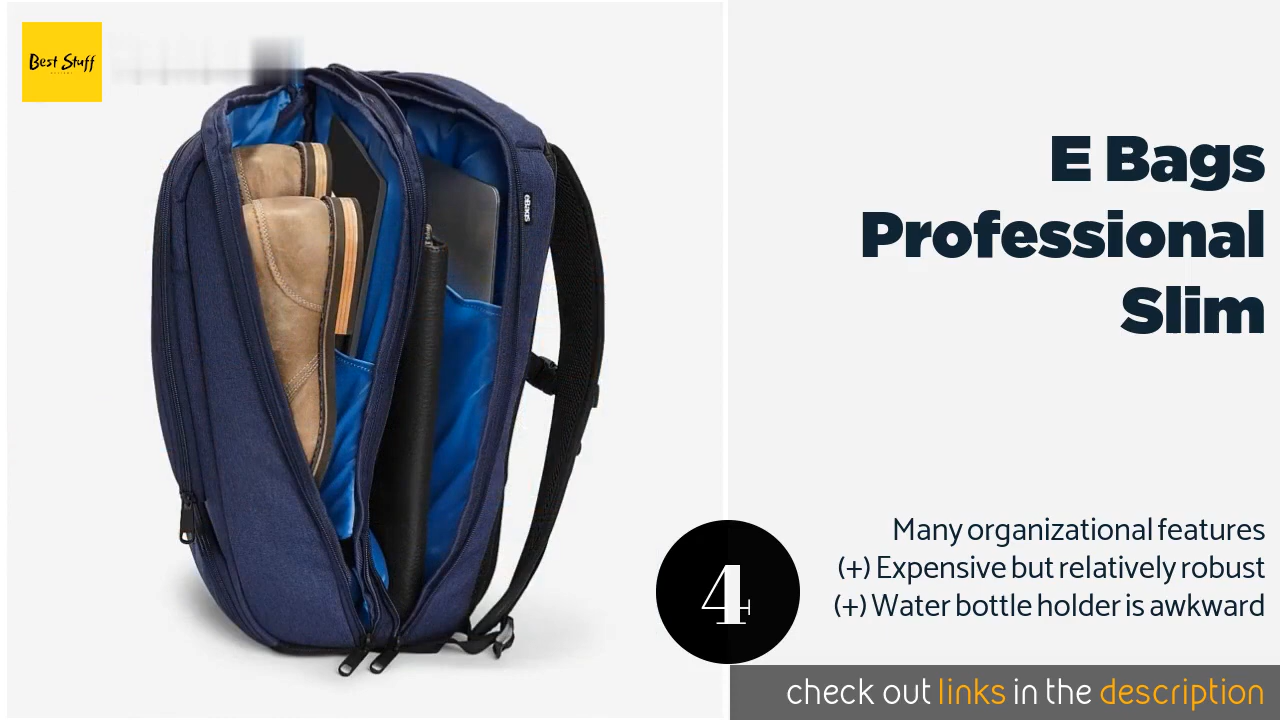 Best Stuff
eBags
E Bags
Professional
Slim
4
Many organizational features
(+) Expensive but relatively robust
(+) Water bottle holder is awkward
check out links in the description